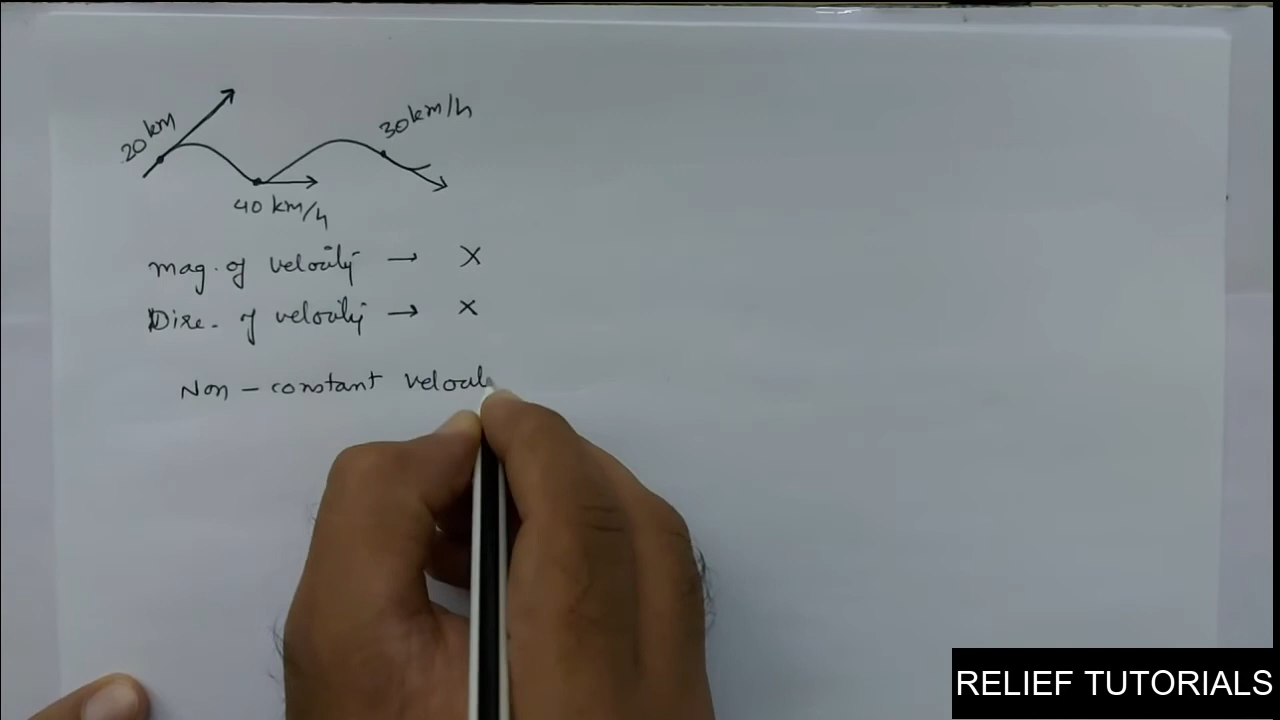 20 km
30 km/h
40 km/h
mag. of velocity → X
Dire. of velocity → X
Non - constant veloci
RELIEF TUTORIALS